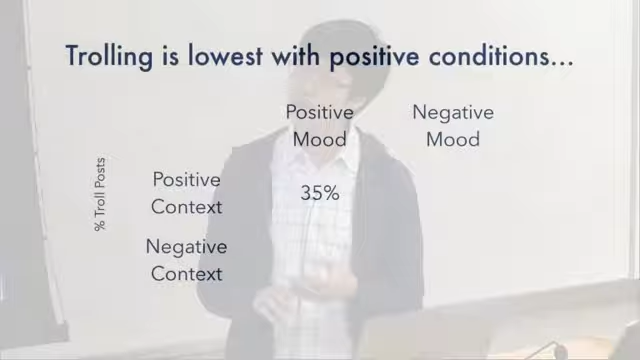 Trolling is lowest with positive conditions...
Positive Negative
Mood Mood
% Troll Posts
Positive
Context
35%
Negative
Context